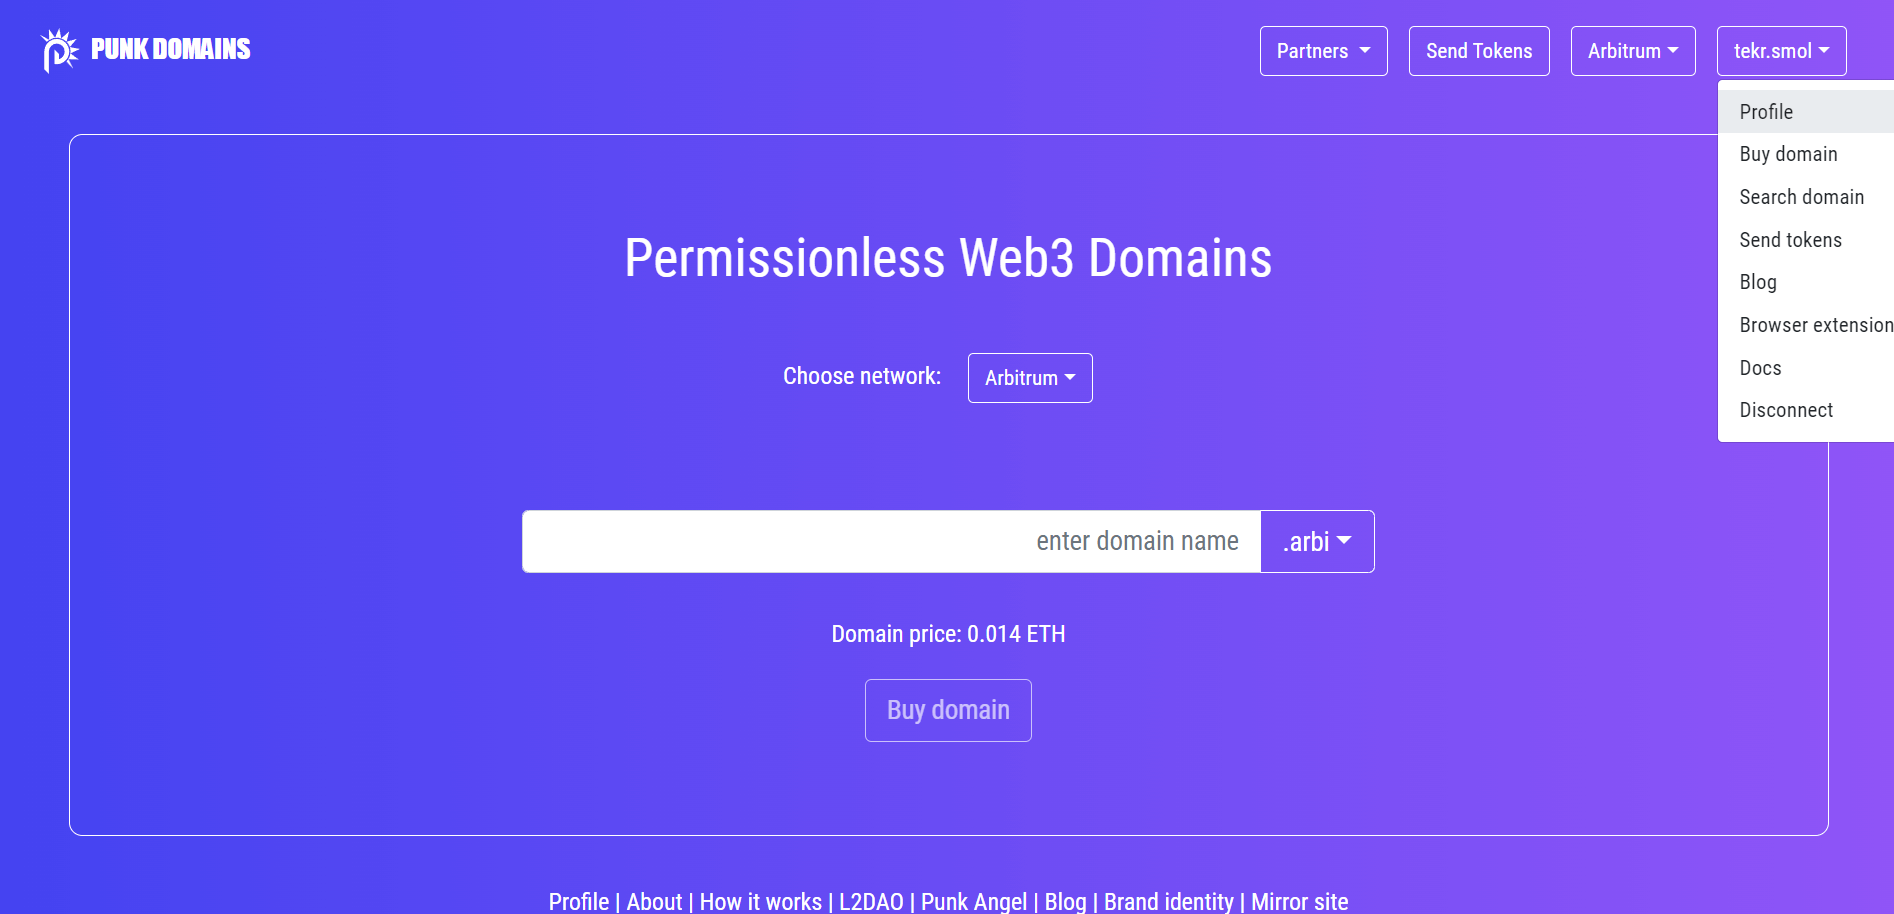 PUNK DOMAINS
Partners
Send Tokens
Arbitrum
tekr.smol
Profile
Buy domain
Search domain
Send tokens
Blog
Browser extension
Docs
Disconnect
Permissionless Web3 Domains
Choose network:
Arbitrum
enter domain name
.arbi
Domain price: 0.014 ETH
Buy domain
Profile | About | How it works | L2DAO | Punk Angel | Blog | Brand identity | Mirror site